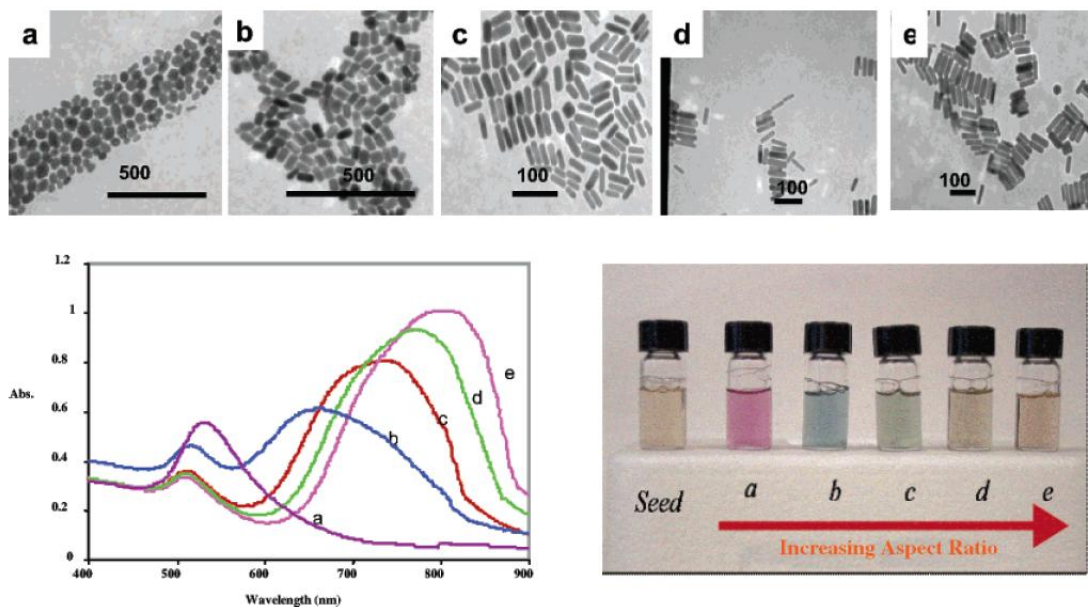 a
b
c
d
e
500
500
100
100
100
1.2
1
0.8
Abs.
0.6
0.4
0.2
0
e
d
c
b
a
400
500
600
700
800
900
Wavelength (nm)
Seed a b c d e
Increasing Aspect Ratio